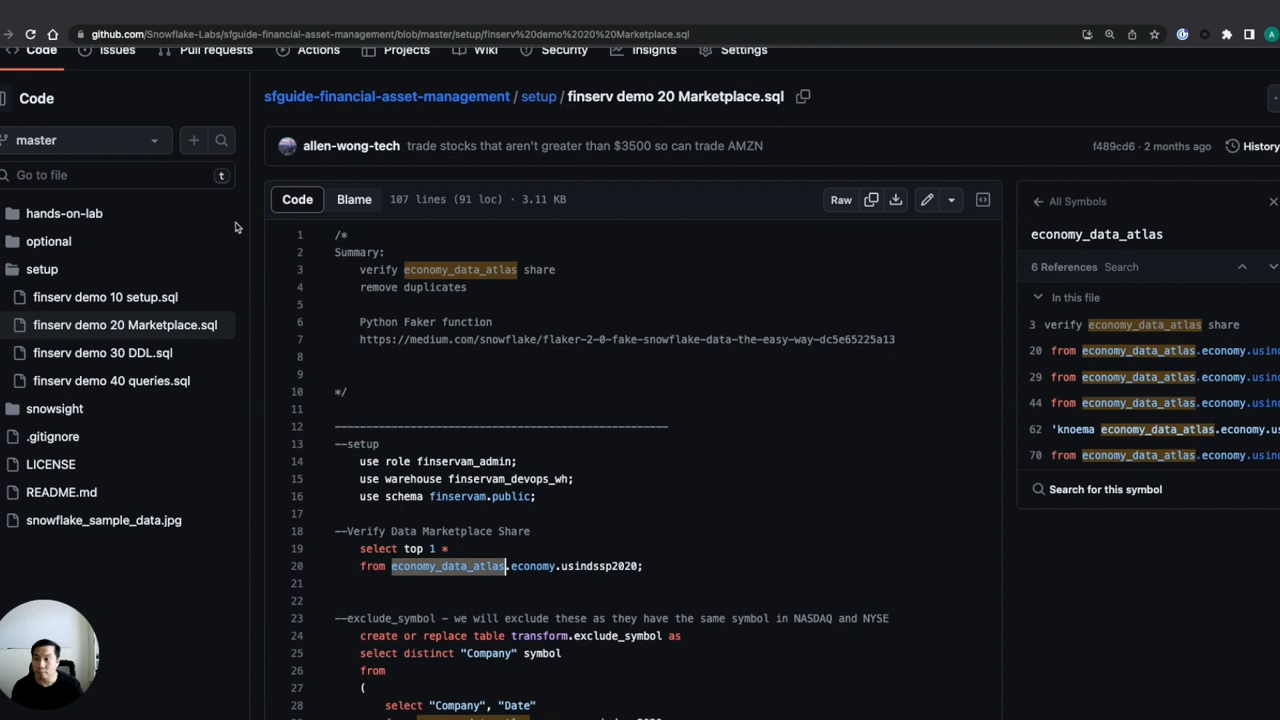 github.com/Snowflake-Labs/sfguide-financial-asset-management/blob/master/setup/finserv%20demo%2020%20Marketplace.sql
Code Issues Pull requests Actions Projects Wiki Security Insights Settings
Code
master
Go to file t
hands-on-lab
optional
setup
finserv demo 10 setup.sql
finserv demo 20 Marketplace.sql
finserv demo 30 DDL.sql
finserv demo 40 queries.sql
snowsight
.gitignore
LICENSE
README.md
snowflake_sample_data.jpg
sfguide-financial-asset-management / setup / finserv demo 20 Marketplace.sql
allen-wong-tech trade stocks that aren't greater than $3500 so can trade AMZN f489cd6 · 2 months ago History
Code Blame 107 lines (91 loc) · 3.11 KB Raw
1 /*
2 Summary:
3 verify economy_data_atlas share
4 remove duplicates
5
6 Python Faker function
7 https://medium.com/snowflake/flaker-2-0-fake-snowflake-data-the-easy-way-dc5e65225a13
8
9
10 */
11
12 -----------------------------------------------------
13 --setup
14 use role finservam_admin;
15 use warehouse finservam_devops_wh;
16 use schema finservam.public;
17
18 --Verify Data Marketplace Share
19 select top 1 *
20 from economy_data_atlas.economy.usindssp2020;
21
22
23 --exclude_symbol - we will exclude these as they have the same symbol in NASDAQ and NYSE
24 create or replace table transform.exclude_symbol as
25 select distinct "Company" symbol
26 from
27 (
28 select "Company", "Date"
All Symbols
economy_data_atlas
6 References Search
In this file
3 verify economy_data_atlas share
20 from economy_data_atlas.economy.usind
29 from economy_data_atlas.economy.usind
44 from economy_data_atlas.economy.usind
62 'knoema economy_data_atlas.economy.us
70 from economy_data_atlas.economy.usind
Search for this symbol